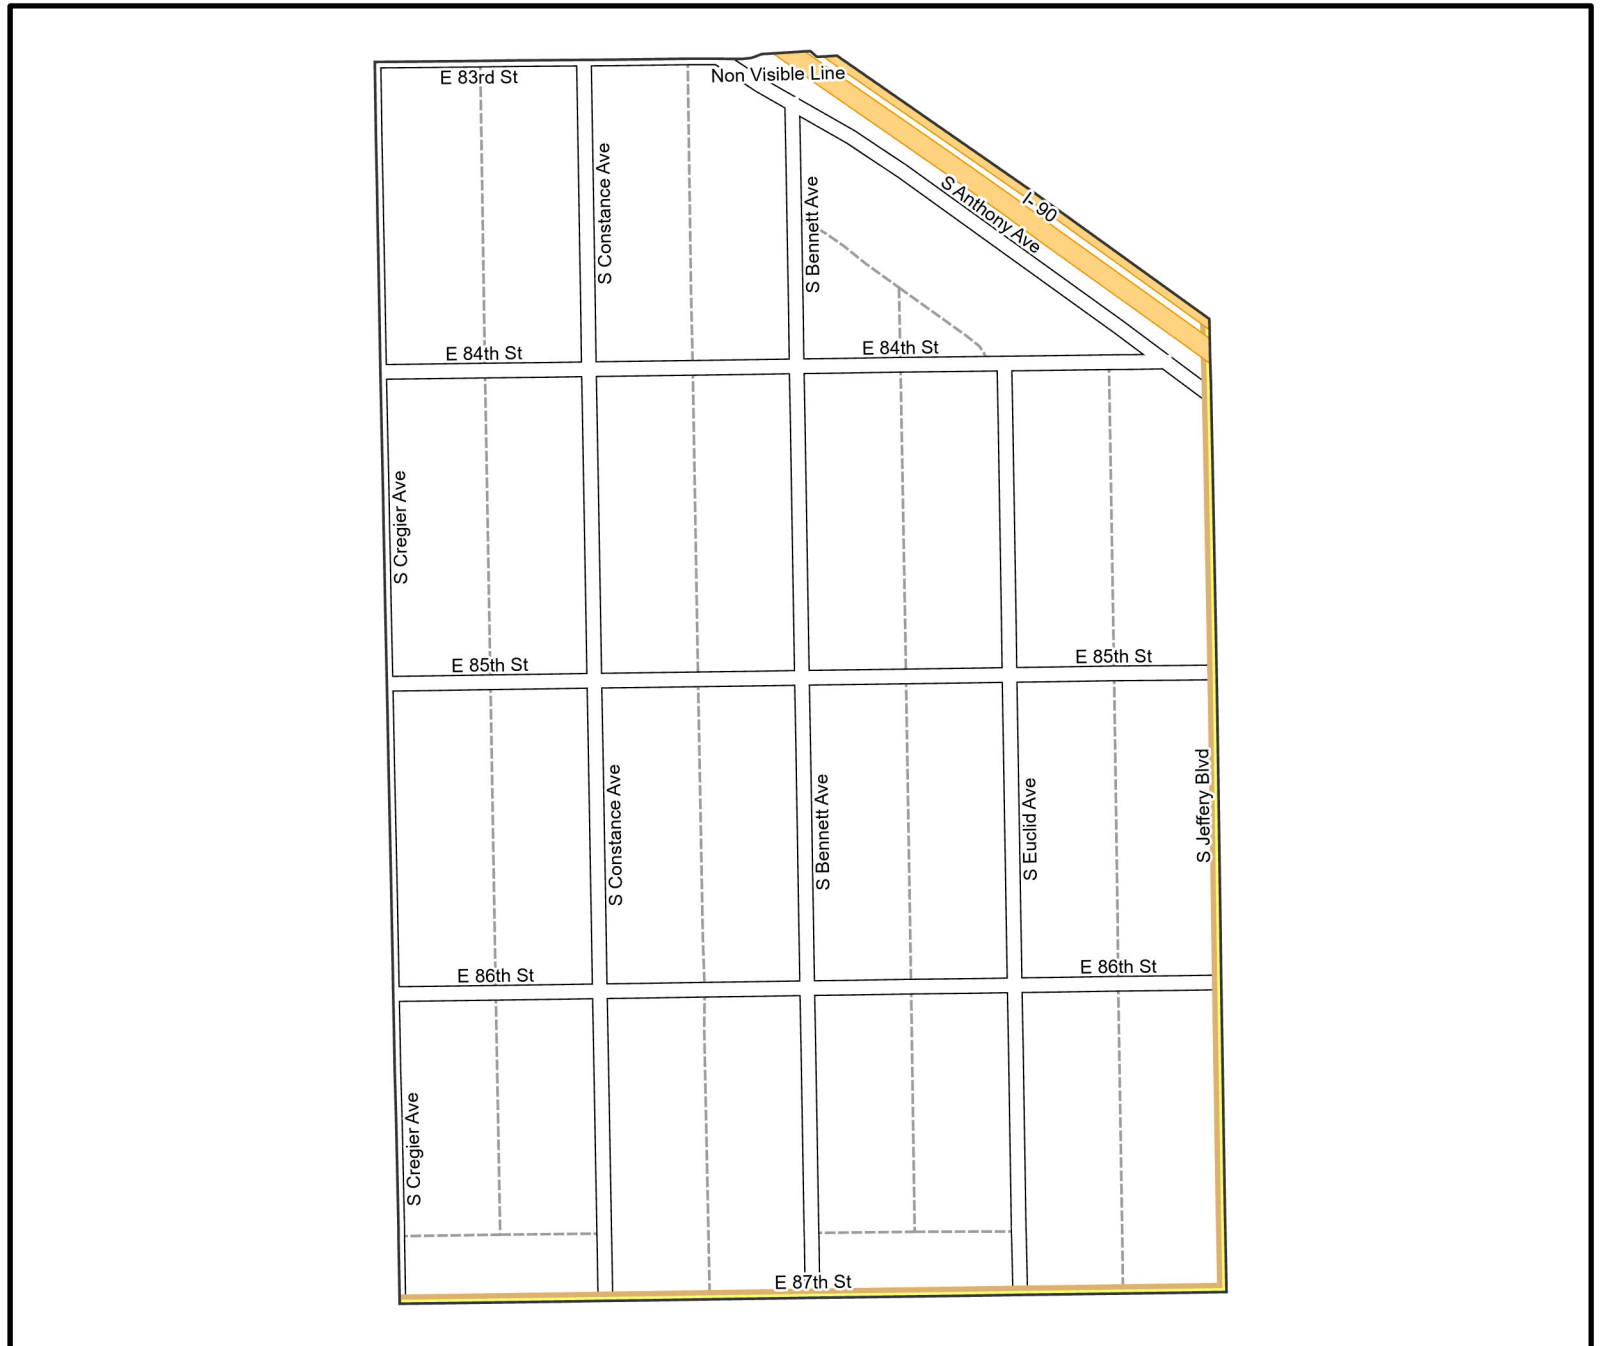 E 83rd St
Non Visible Line
S Constance Ave
S Bennett Ave
S Anthony Ave
I- 90
E 84th St
E 84th St
S Cregier Ave
E 85th St
E 85th St
S Constance Ave
S Bennett Ave
S Euclid Ave
S Jeffery Blvd
E 86th St
E 86th St
S Cregier Ave
E 87th St